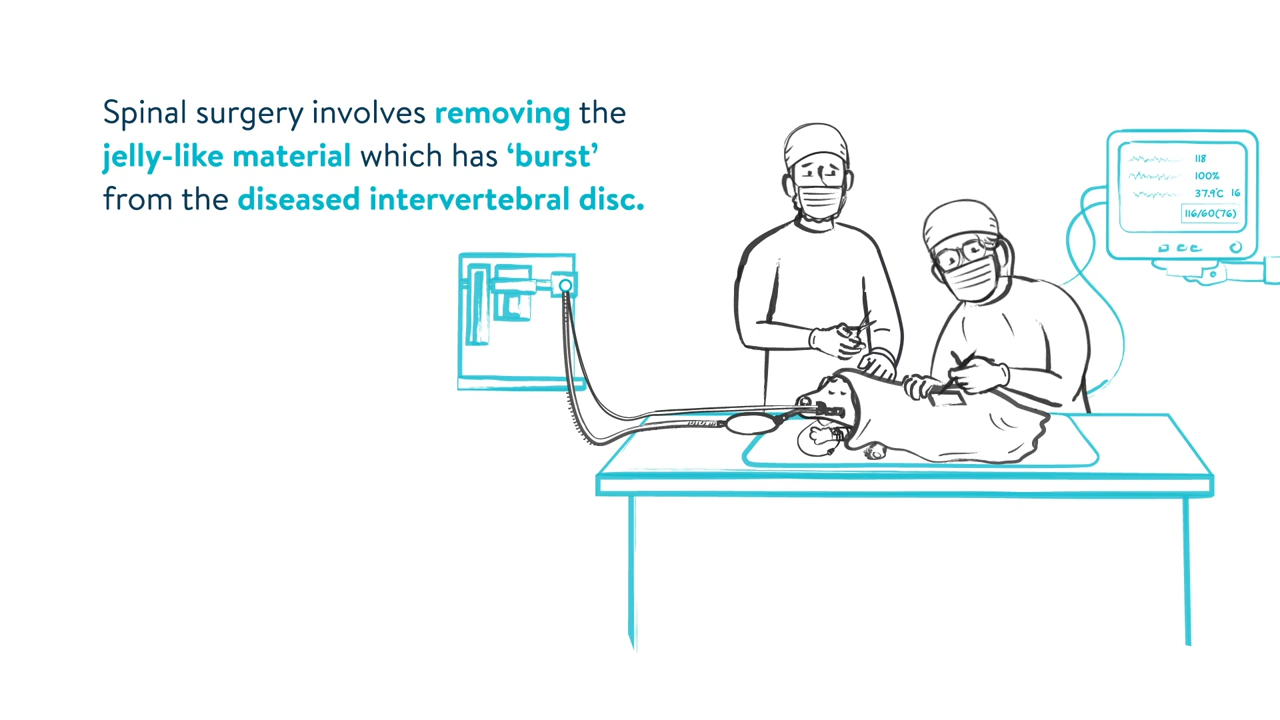 Spinal surgery involves removing the
jelly-like material which has ‘burst’
from the diseased intervertebral disc.
118
100%
37.9°C 16
116/60(76)